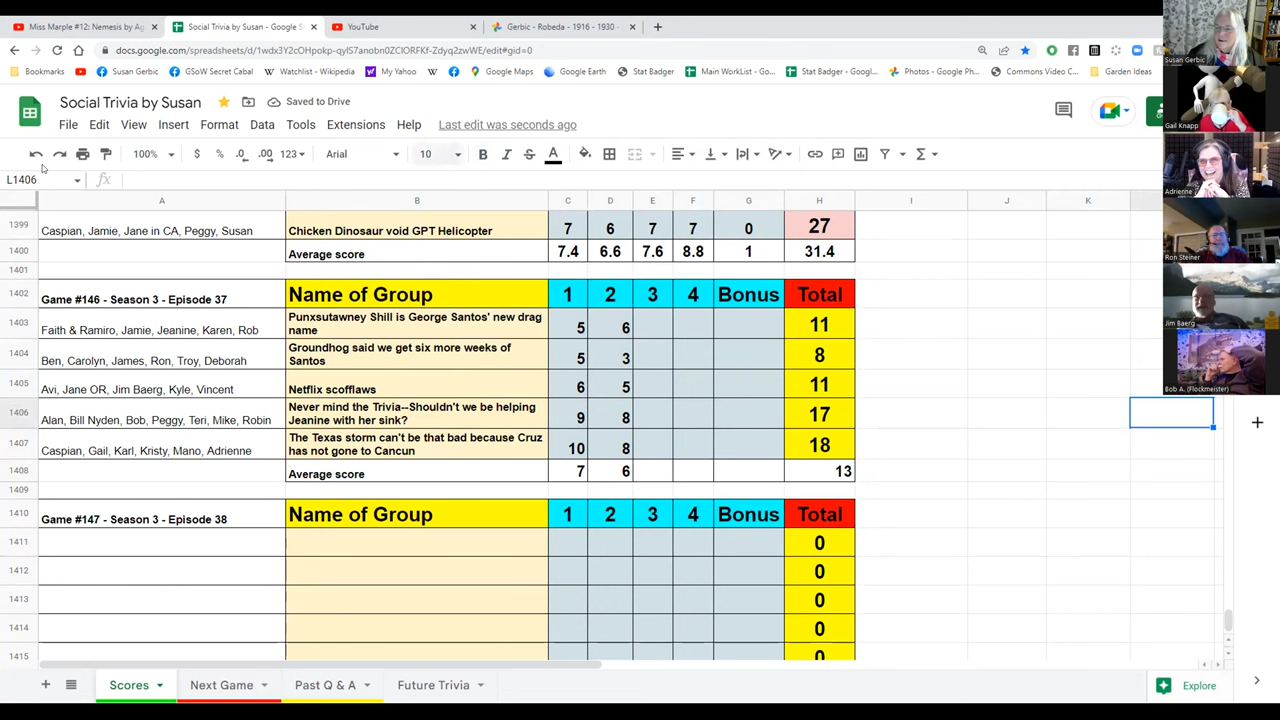 Miss Marple #12: Nemesis by Ag
Social Trivia by Susan - Google S
YouTube
Gerbic - Robeda - 1916 - 1930 -
docs.google.com/spreadsheets/d/1wdx3Y2cOHpokp-qyIS7anobn0ZClORFKf-Zdyq2zwWE/edit#gid=0
Bookmarks
Susan Gerbic
GSoW Secret Cabal
Watchlist - Wikipedia
My Yahoo
Google Maps
Google Earth
Stat Badger
Main WorkList - Go...
Stat Badger - Goo...
Photos - Google Ph...
Commons Video C...
Garden Ideas
Social Trivia by Susan
Saved to Drive
File Edit View Insert Format Data Tools Extensions Help Last edit was seconds ago
100% $ % .0 .00 123 Arial 10 B I S A
L1406 fx
A B C D E F G H I J K
1399 Caspian, Jamie, Jane in CA, Peggy, Susan Chicken Dinosaur void GPT Helicopter 7 6 7 7 0 27
1400 Average score 7.4 6.6 7.6 8.8 1 31.4
1401
1402 Game #146 - Season 3 - Episode 37 Name of Group 1 2 3 4 Bonus Total
1403 Faith & Ramiro, Jamie, Jeanine, Karen, Rob Punxsutawney Shill is George Santos' new drag
name 5 6 11
1404 Ben, Carolyn, James, Ron, Troy, Deborah Groundhog said we get six more weeks of
Santos 5 3 8
1405 Avi, Jane OR, Jim Baerg, Kyle, Vincent Netflix scofflaws 6 5 11
1406 Alan, Bill Nyden, Bob, Peggy, Teri, Mike, Robin Never mind the Trivia--Shouldn't we be helping
Jeanine with her sink? 9 8 17
1407 Caspian, Gail, Karl, Kristy, Mano, Adrienne The Texas storm can't be that bad because Cruz
has not gone to Cancun 10 8 18
1408 Average score 7 6 13
1409
1410 Game #147 - Season 3 - Episode 38 Name of Group 1 2 3 4 Bonus Total
1411 0
1412 0
1413 0
1414 0
1415 0
Scores Next Game Past Q & A Future Trivia Explore
Susan Gerbic
Gail Knapp
Adrienne
Ron Steiner
Jim Baerg
Bob A. (Flockmeister)